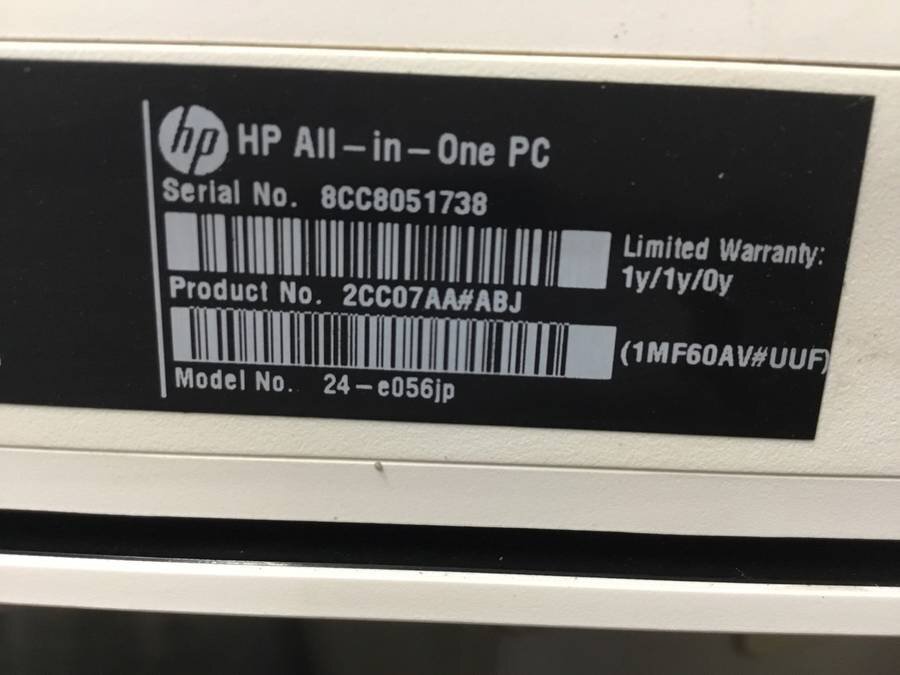 hp HP All-in-One PC
Serial No. 8CC8051738
Limited Warranty:
1y/1y/0y
Product No. 2CC07AA#ABJ
(1MF60AV#UUF)
Model No. 24-e056jp